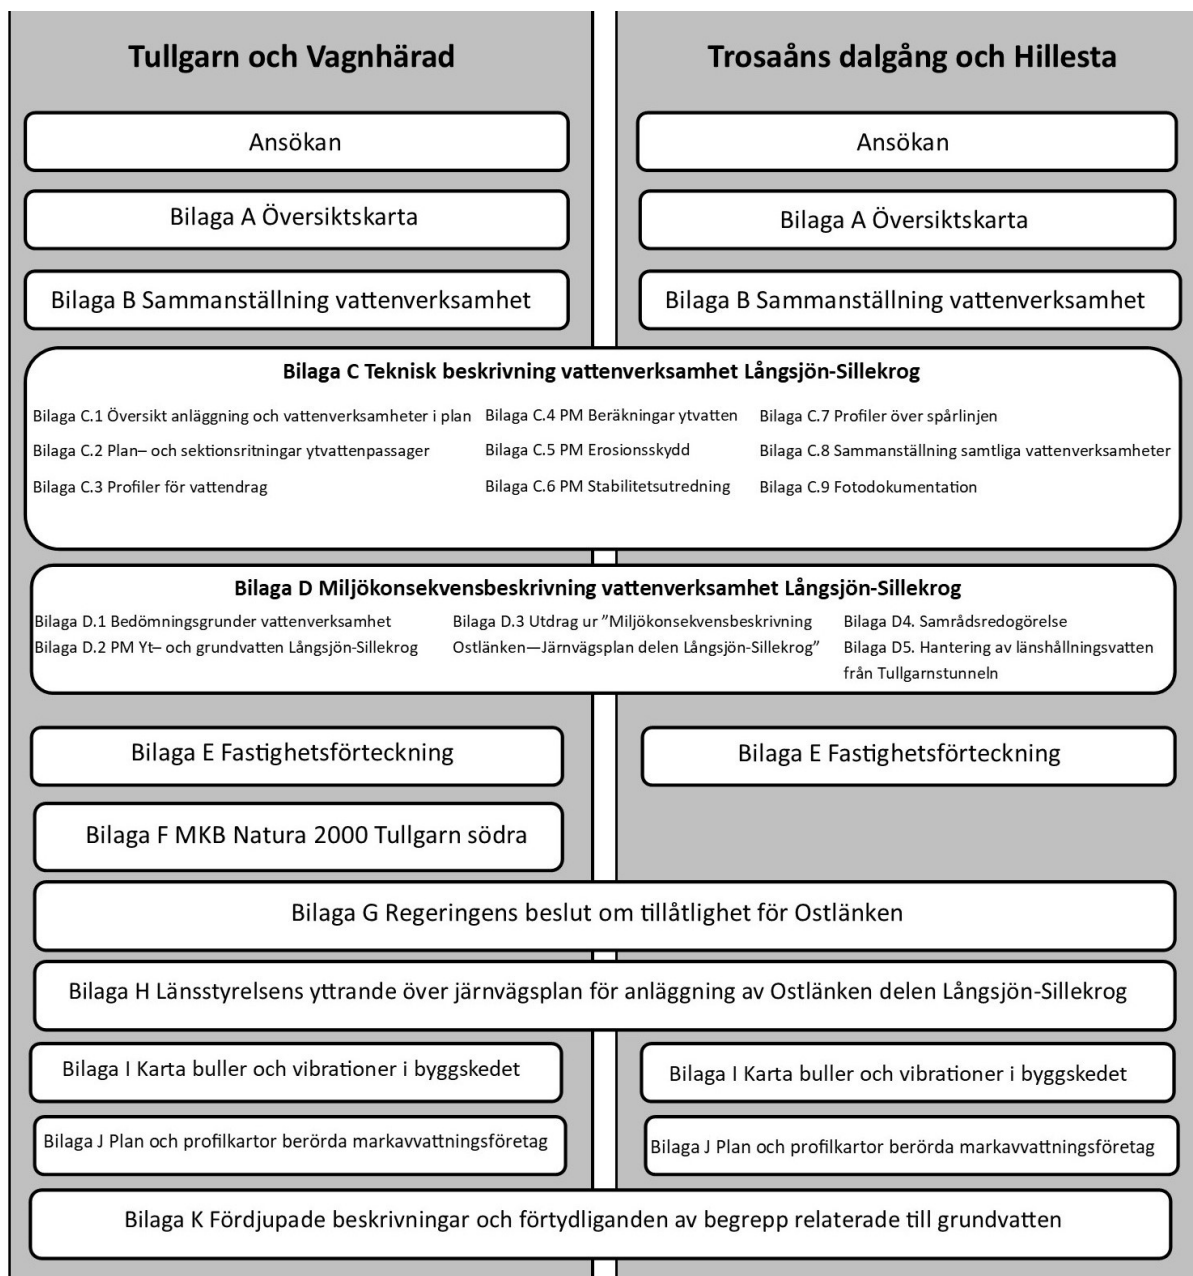 Tullgarn och Vagnhärad
Trosaåns dalgång och Hillesta
Ansökan
Ansökan
Bilaga A Översiktskarta
Bilaga A Översiktskarta
Bilaga B Sammanställning vattenverksamhet
Bilaga B Sammanställning vattenverksamhet
Bilaga C Teknisk beskrivning vattenverksamhet Långsjön-Sillekrog
Bilaga C.1 Översikt anläggning och vattenverksamheter i plan
Bilaga C.2 Plan– och sektionsritningar ytvattenpassager
Bilaga C.3 Profiler för vattendrag
Bilaga C.4 PM Beräkningar ytvatten
Bilaga C.5 PM Erosionsskydd
Bilaga C.6 PM Stabilitetsutredning
Bilaga C.7 Profiler över spårlinjen
Bilaga C.8 Sammanställning samtliga vattenverksamheter
Bilaga C.9 Fotodokumentation
Bilaga D Miljökonsekvensbeskrivning vattenverksamhet Långsjön-Sillekrog
Bilaga D.1 Bedömningsgrunder vattenverksamhet
Bilaga D.2 PM Yt– och grundvatten Långsjön-Sillekrog
Bilaga D.3 Utdrag ur ”Miljökonsekvensbeskrivning
Ostlänken—Järnvägsplan delen Långsjön-Sillekrog”
Bilaga D4. Samrådsredogörelse
Bilaga D5. Hantering av länshållningsvatten
från Tullgarnstunneln
Bilaga E Fastighetsförteckning
Bilaga E Fastighetsförteckning
Bilaga F MKB Natura 2000 Tullgarn södra
Bilaga G Regeringens beslut om tillåtlighet för Ostlänken
Bilaga H Länsstyrelsens yttrande över järnvägsplan för anläggning av Ostlänken delen Långsjön-Sillekrog
Bilaga I Karta buller och vibrationer i byggskedet
Bilaga I Karta buller och vibrationer i byggskedet
Bilaga J Plan och profilkartor berörda markavvattningsföretag
Bilaga J Plan och profilkartor berörda markavvattningsföretag
Bilaga K Fördjupade beskrivningar och förtydliganden av begrepp relaterade till grundvatten